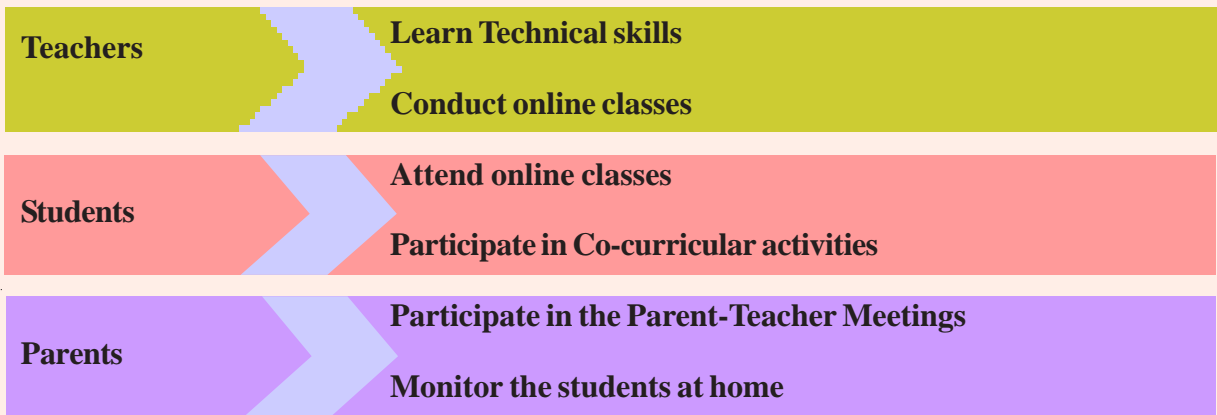 Teachers
Learn Technical skills
Conduct online classes
Students
Attend online classes
Participate in Co-curricular activities
Parents
Participate in the Parent-Teacher Meetings
Monitor the students at home